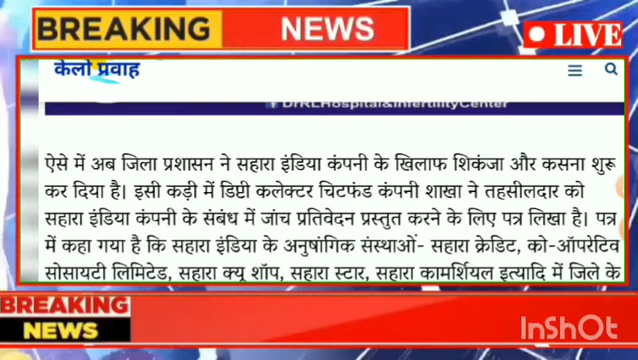 BREAKING NEWS LIVE
केलो प्रवाह
DrRLHospital&InfertilityCenter
ऐसे में अब जिला प्रशासन ने सहारा इंडिया कंपनी के खिलाफ शिकंजा और कसना शुरू
कर दिया है। इसी कड़ी में डिप्टी कलेक्टर चिटफंड कंपनी शाखा ने तहसीलदार को
सहारा इंडिया कंपनी के संबंध में जांच प्रतिवेदन प्रस्तुत करने के लिए पत्र लिखा है। पत्र
में कहा गया है कि सहारा इंडिया के अनुषांगिक संस्थाओं- सहारा क्रेडिट, को-ऑपरेटिव
सोसायटी लिमिटेड, सहारा क्यू शॉप, सहारा स्टार, सहारा कामर्शियल इत्यादि में जिले के
BREAKING
NEWS
InShOt